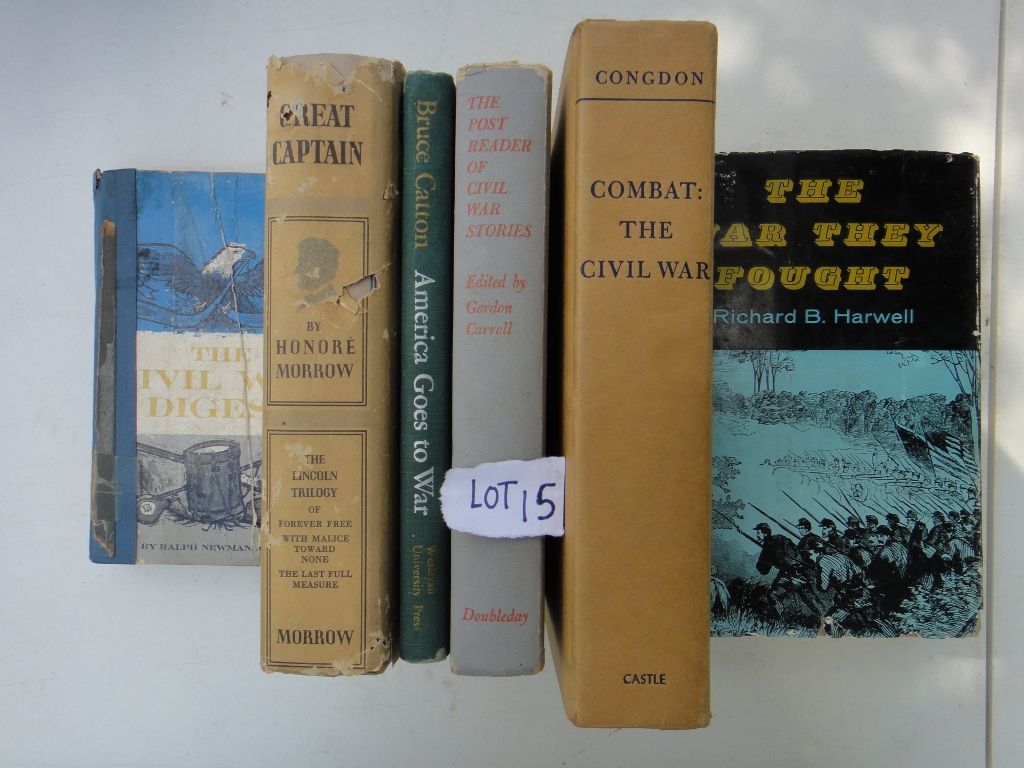 THE
IVIL W
DIGES
BY RALPH NEWMAN
GREAT
CAPTAIN
BY
HONORÉ
MORROW
THE
LINCOLN
TRILOGY
OF
FOREVER FREE
WITH MALICE
TOWARD
NONE
THE LAST FULL
MEASURE
MORROW
Bruce Catton America Goes to War
Wesleyan
University Press
THE
POST
READER
OF
CIVIL
WAR
STORIES
Edited by
Gordon
Carroll
Doubleday
LOT 15
CONGDON
COMBAT:
THE
CIVIL WAR
CASTLE
THE
WAR THEY
FOUGHT
Richard B. Harwell